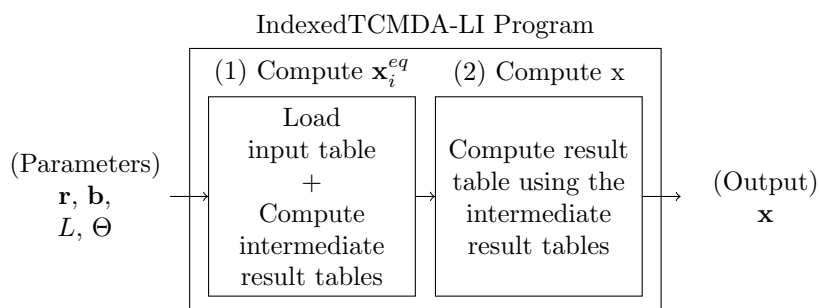 IndexedTCMDA-LI Program
(1) Compute x_i^{eq}
(2) Compute x
(Parameters)
r, b,
L, Θ
Load
input table
+
Compute
intermediate
result tables
Compute result
table using the
intermediate
result tables
(Output)
x